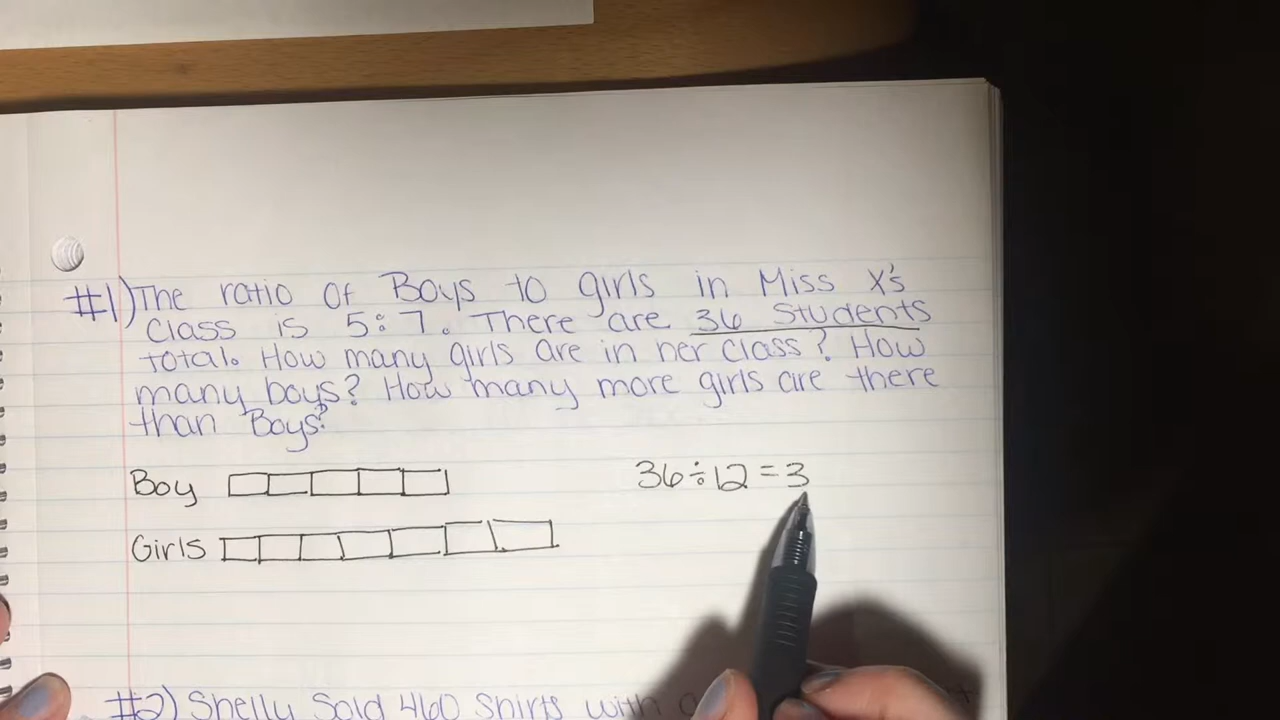 #1) The ratio of Boys to girls in Miss X's
Class is 5:7. There are 36 Students
total. How many girls are in her class? How
many boys? How many more girls are there
than Boys?
Boy
36÷12=3
Girls
#2) Shelly Sold 460 Shirts with